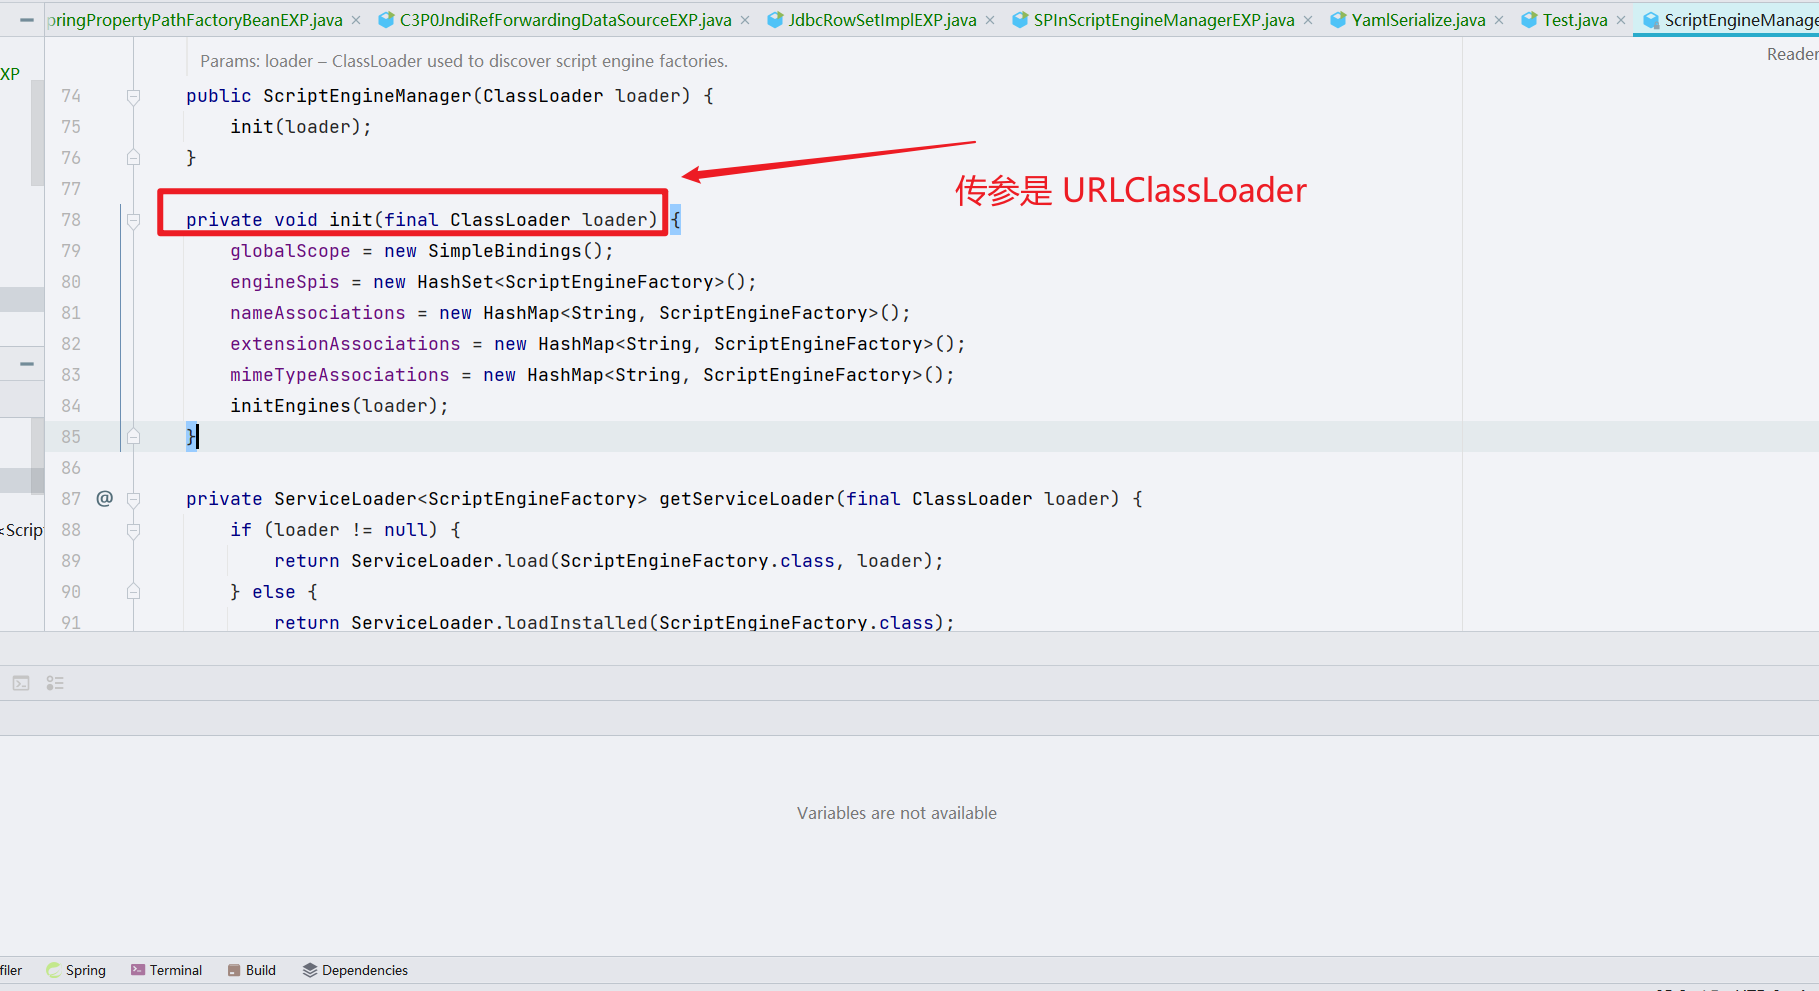 pringPropertyPathFactoryBeanEXP.java C3P0JndiRefForwardingDataSourceEXP.java JdbcRowSetImplEXP.java SPInScriptEngineManagerEXP.java YamlSerialize.java Test.java ScriptEngineManage
Params: loader – ClassLoader used to discover script engine factories.
Reader
XP
74 public ScriptEngineManager(ClassLoader loader) {
75 init(loader);
76 }
77
传参是 URLClassLoader
78 private void init(final ClassLoader loader) {
79 globalScope = new SimpleBindings();
80 engineSpis = new HashSet<ScriptEngineFactory>();
81 nameAssociations = new HashMap<String, ScriptEngineFactory>();
82 extensionAssociations = new HashMap<String, ScriptEngineFactory>();
83 mimeTypeAssociations = new HashMap<String, ScriptEngineFactory>();
84 initEngines(loader);
85 }
86
87 @ private ServiceLoader<ScriptEngineFactory> getServiceLoader(final ClassLoader loader) {
<Script 88 if (loader != null) {
89 return ServiceLoader.load(ScriptEngineFactory.class, loader);
90 } else {
91 return ServiceLoader.loadInstalled(ScriptEngineFactory.class);
Variables are not available
filer Spring Terminal Build Dependencies